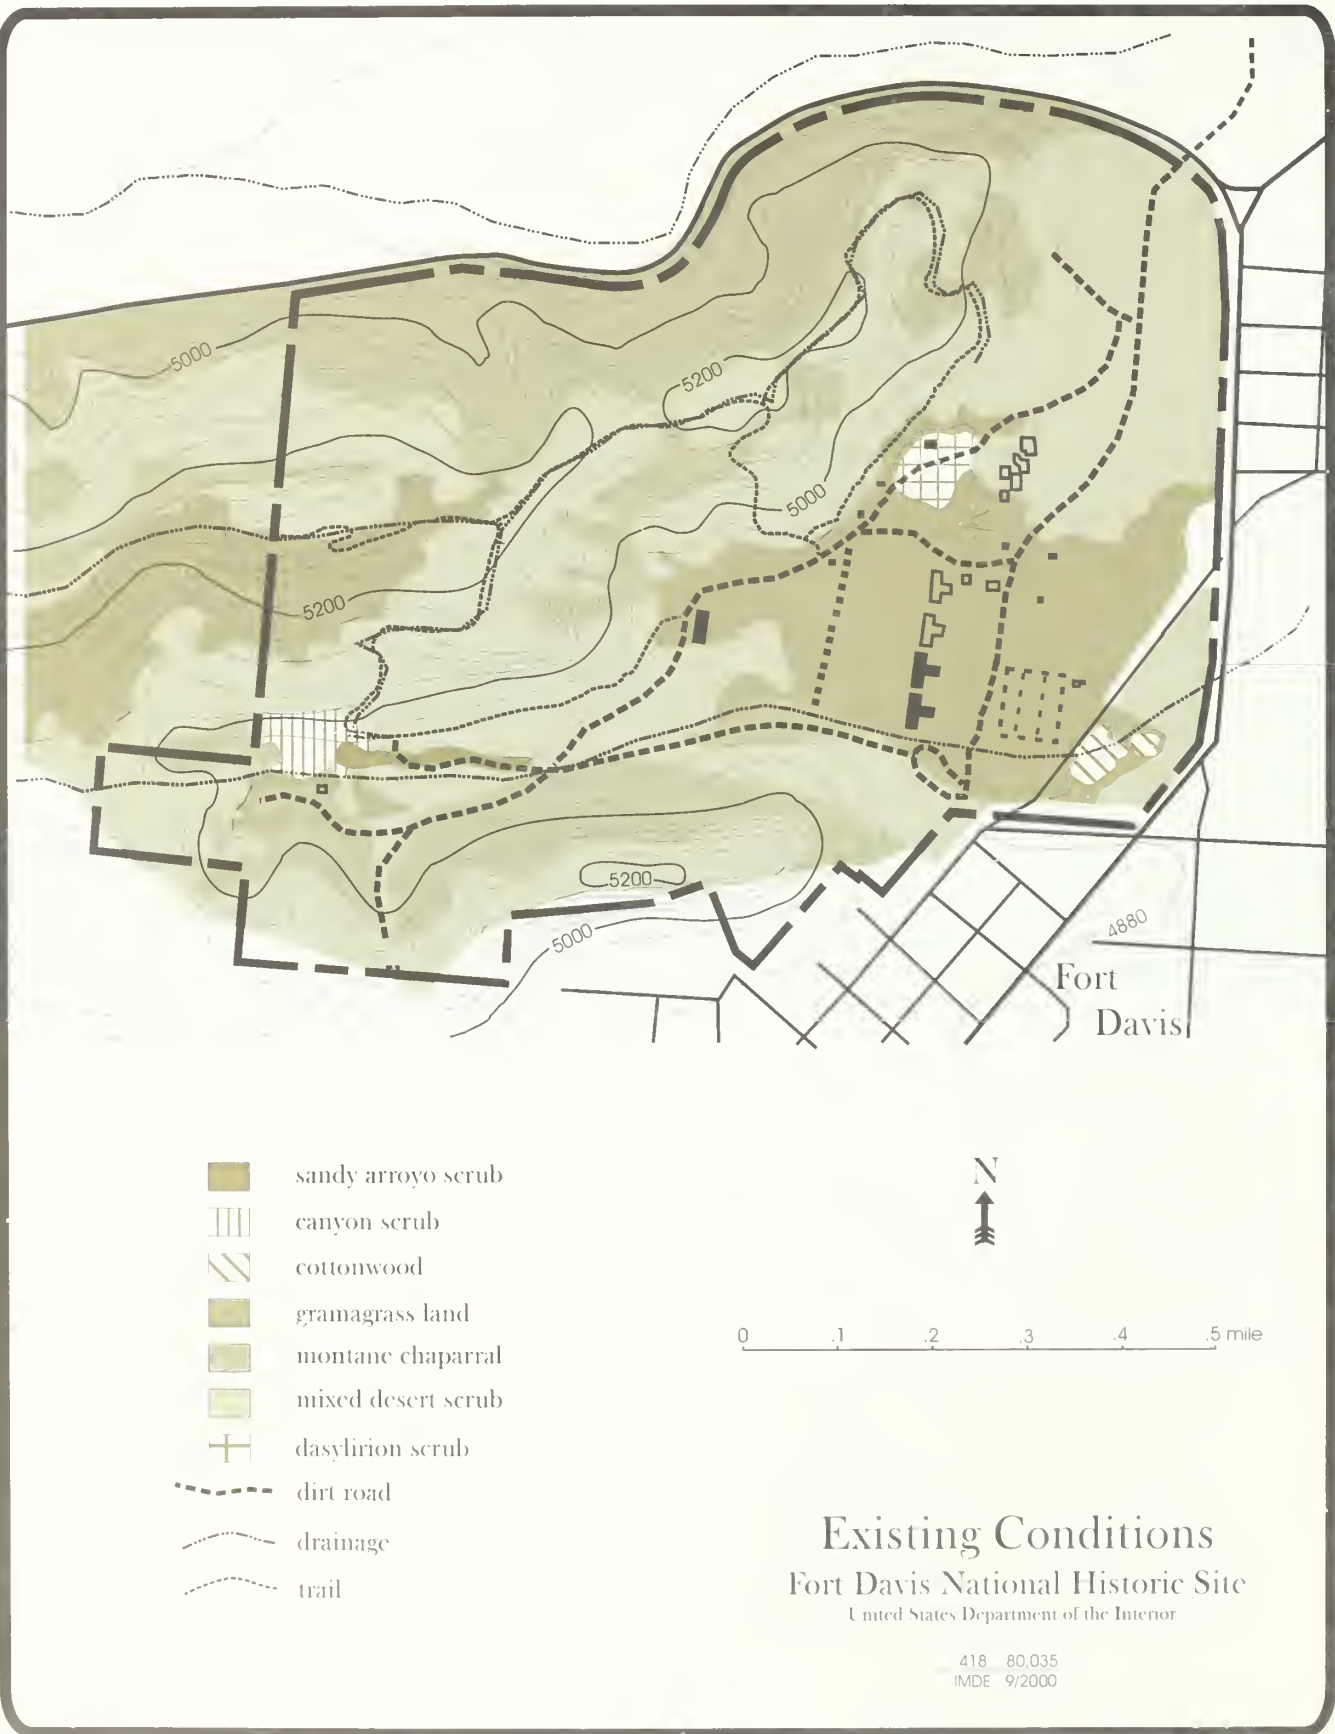 5000
5200
5000
5200
5200
5000
4880
Fort
Davis
sandy arroyo scrub
canyon scrub
cottonwood
gramagrass land
montane chaparral
mixed desert scrub
dasylirion scrub
dirt road
drainage
trail
N
0 .1 .2 .3 .4 .5 mile
Existing Conditions
Fort Davis National Historic Site
United States Department of the Interior
418 80,035
IMDE 9/2000